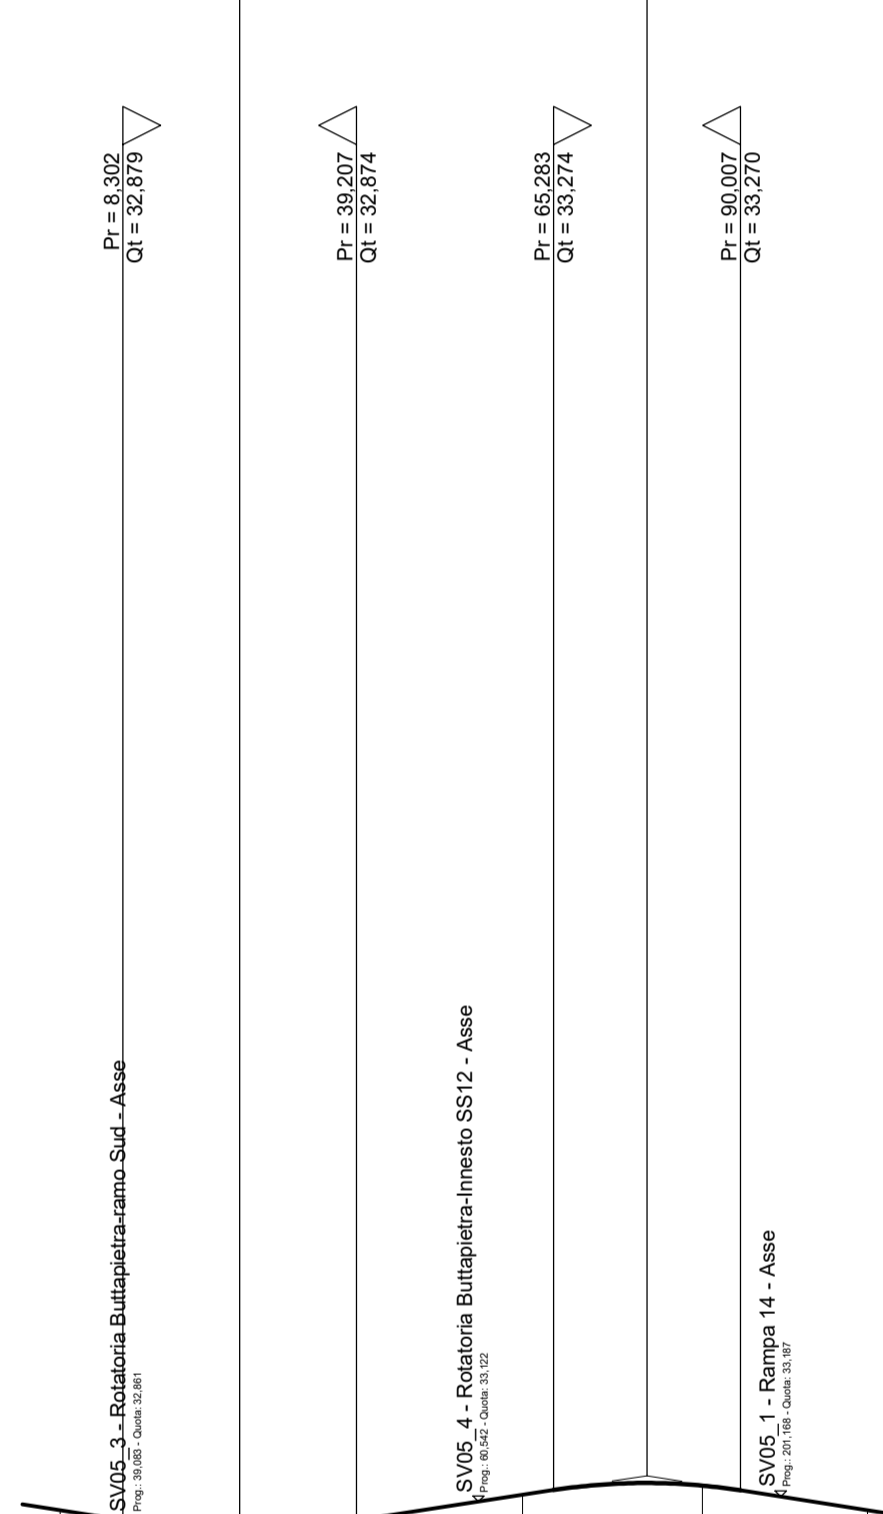 Pr = 8,302
Qt = 32,879
Pr = 39,207
Qt = 32,874
Pr = 65,283
Qt = 33,274
Pr = 90,007
Qt = 33,270
SV05_3 - Rotatoria Buttapietra-ramo Sud - Asse
Prog.: 39,083 - Quota: 32,861
SV05_4 - Rotatoria Buttapietra-Innesto SS12 - Asse
Prog.: 60,542 - Quota: 33,122
SV05_1 - Rampa 14 - Asse
Prog.: 201,168 - Quota: 33,187